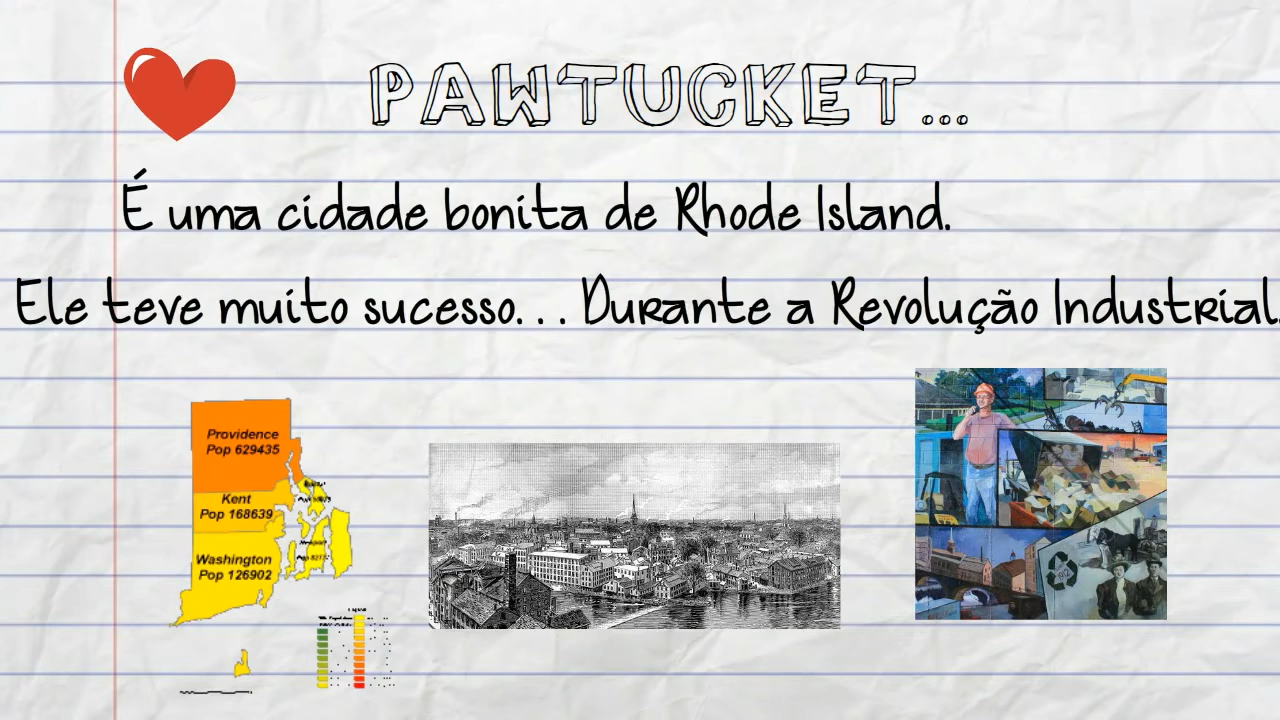 PAWTUCKET...
É uma cidade bonita de Rhode Island.
Ele teve muito sucesso... Durante a Revolução Industrial.
Providence
Pop 629435
Kent
Pop 168639
Washington
Pop 126902